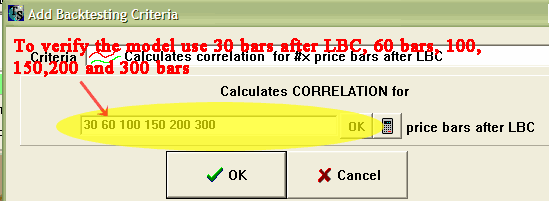 Add Backtesting Criteria
To verify the model use 30 bars after LBC, 60 bars, 100,
150,200 and 300 bars
Criteria Calculates correlation for #x price bars after LBC
Calculates CORRELATION for
30 60 100 150 200 300 OK price bars after LBC
OK Cancel